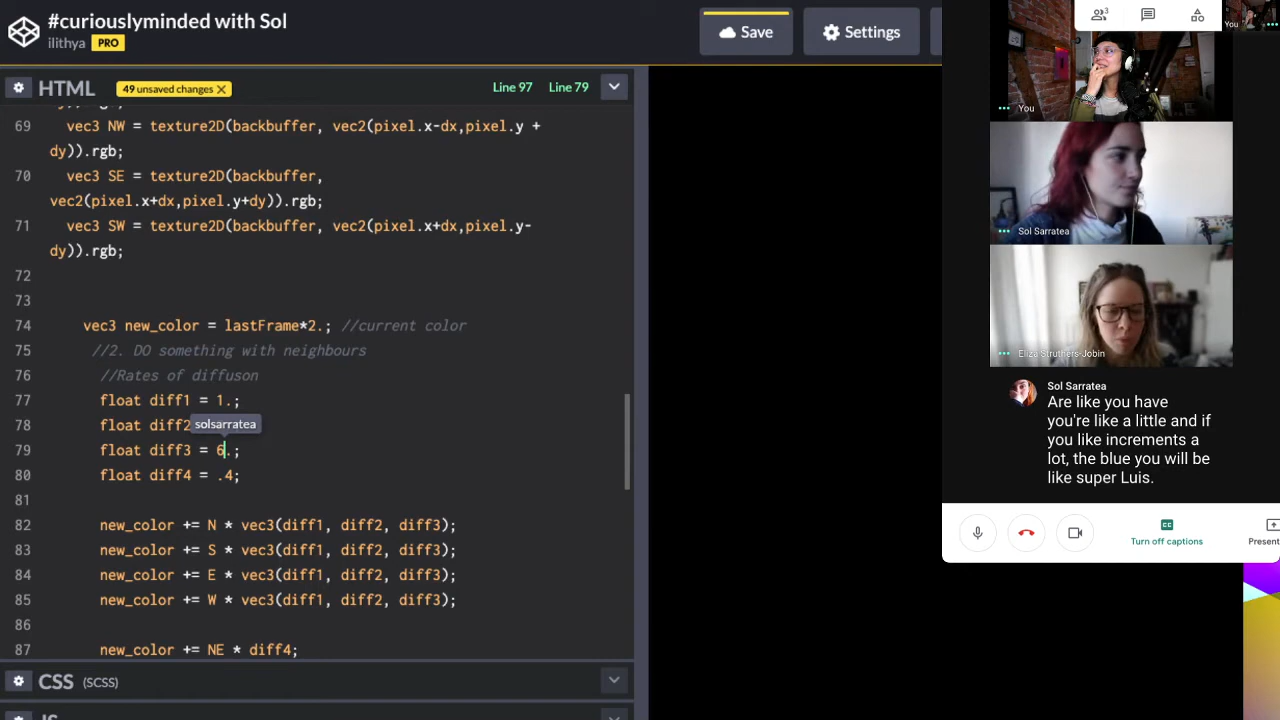 #curiouslyminded with Sol
ilithya PRO
Save
Settings
HTML
49 unsaved changes X
Line 97
Line 79
69 vec3 NW = texture2D(backbuffer, vec2(pixel.x-dx,pixel.y +
dy)).rgb;
70 vec3 SE = texture2D(backbuffer,
vec2(pixel.x+dx,pixel.y+dy)).rgb;
71 vec3 SW = texture2D(backbuffer, vec2(pixel.x+dx,pixel.y-
dy)).rgb;
72
73
74 vec3 new_color = lastFrame*2.; //current color
75 //2. DO something with neighbours
76 //Rates of diffuson
77 float diff1 = 1.;
78 float diff2
solsarratea
79 float diff3 = 6.;
80 float diff4 = .4;
81
82 new_color += N * vec3(diff1, diff2, diff3);
83 new_color += S * vec3(diff1, diff2, diff3);
84 new_color += E * vec3(diff1, diff2, diff3);
85 new_color += W * vec3(diff1, diff2, diff3);
86
87 new_color += NE * diff4;
CSS (SCSS)
3
You
You
Sol Sarratea
Eliza Struthers-Jobin
Sol Sarratea
Are like you have
you're like a little and if
you like increments a
lot, the blue you will be
like super Luis.
Turn off captions
Present